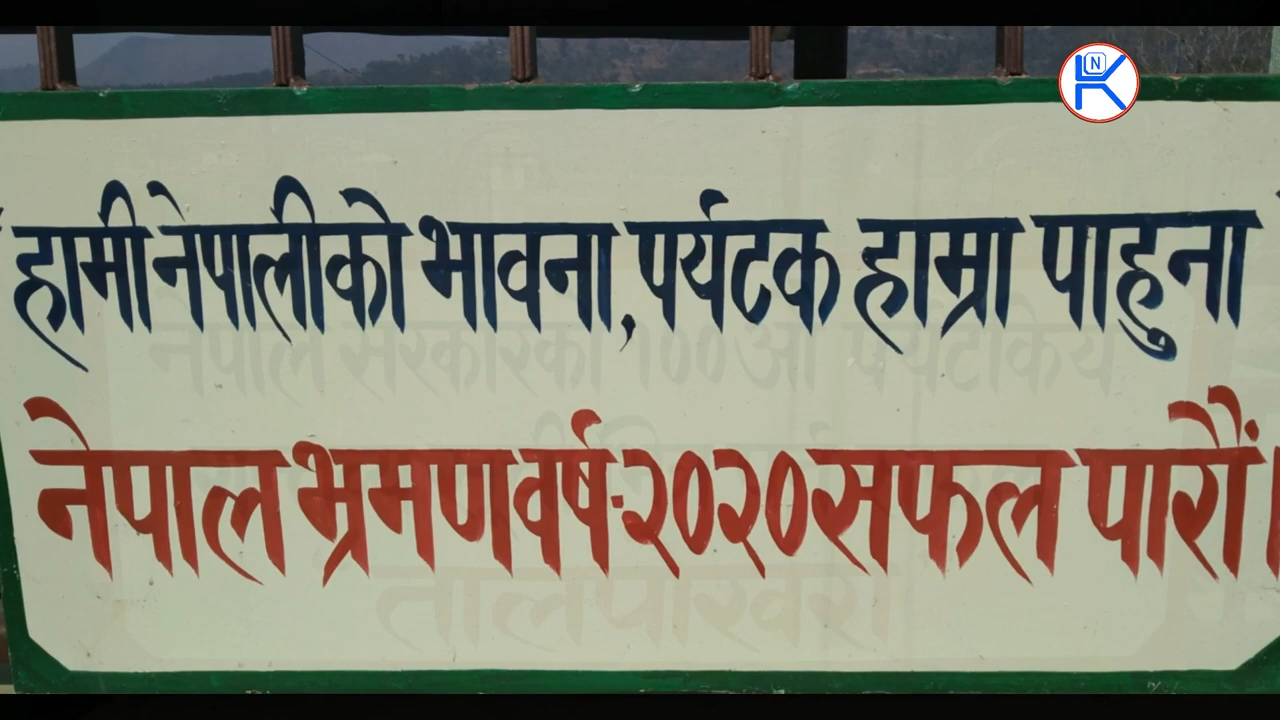 हामी नेपालीको भावना, पर्यटक हाम्रा पाहुना
नेपाल भ्रमण वर्ष-२०२० सफल पारौं।
N
K